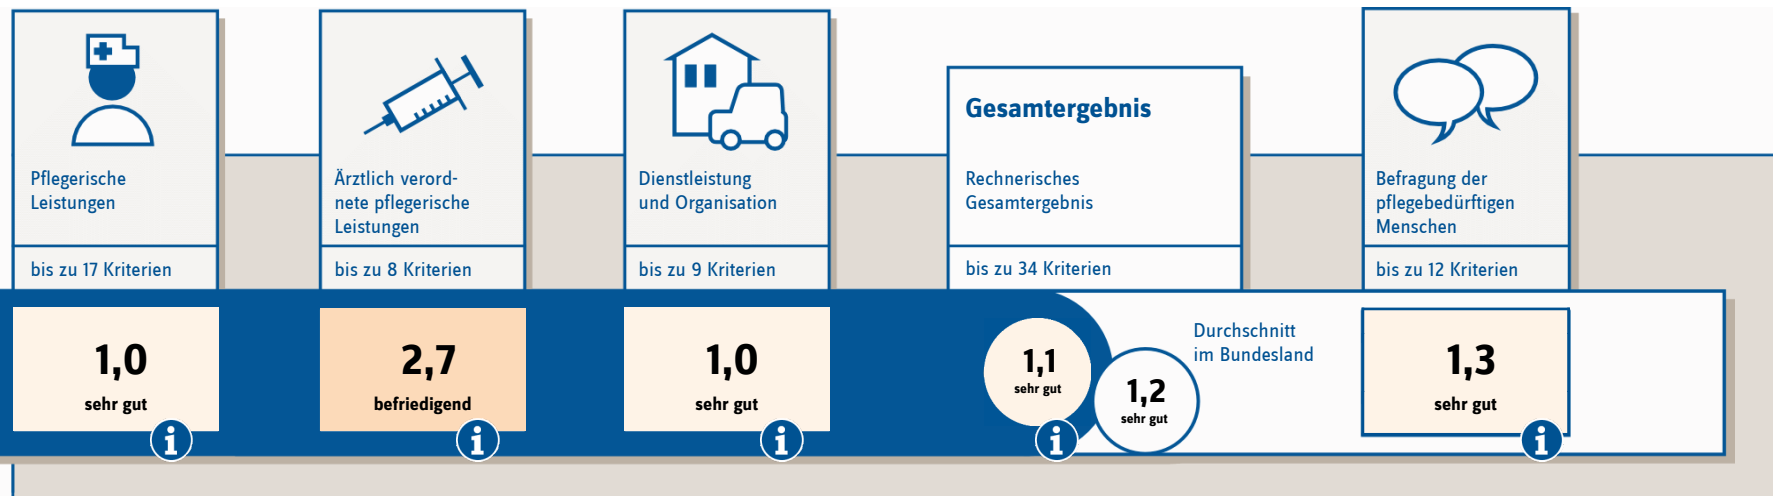 Pflegerische
Leistungen
bis zu 17 Kriterien
1,0
sehr gut
i
Ärztlich verord-
nete pflegerische
Leistungen
bis zu 8 Kriterien
2,7
befriedigend
i
Dienstleistung
und Organisation
bis zu 9 Kriterien
1,0
sehr gut
i
Gesamtergebnis
Rechnerisches
Gesamtergebnis
bis zu 34 Kriterien
1,1
sehr gut
i
1,2
sehr gut
Durchschnitt
im Bundesland
Befragung der
pflegebedürftigen
Menschen
bis zu 12 Kriterien
1,3
sehr gut
i